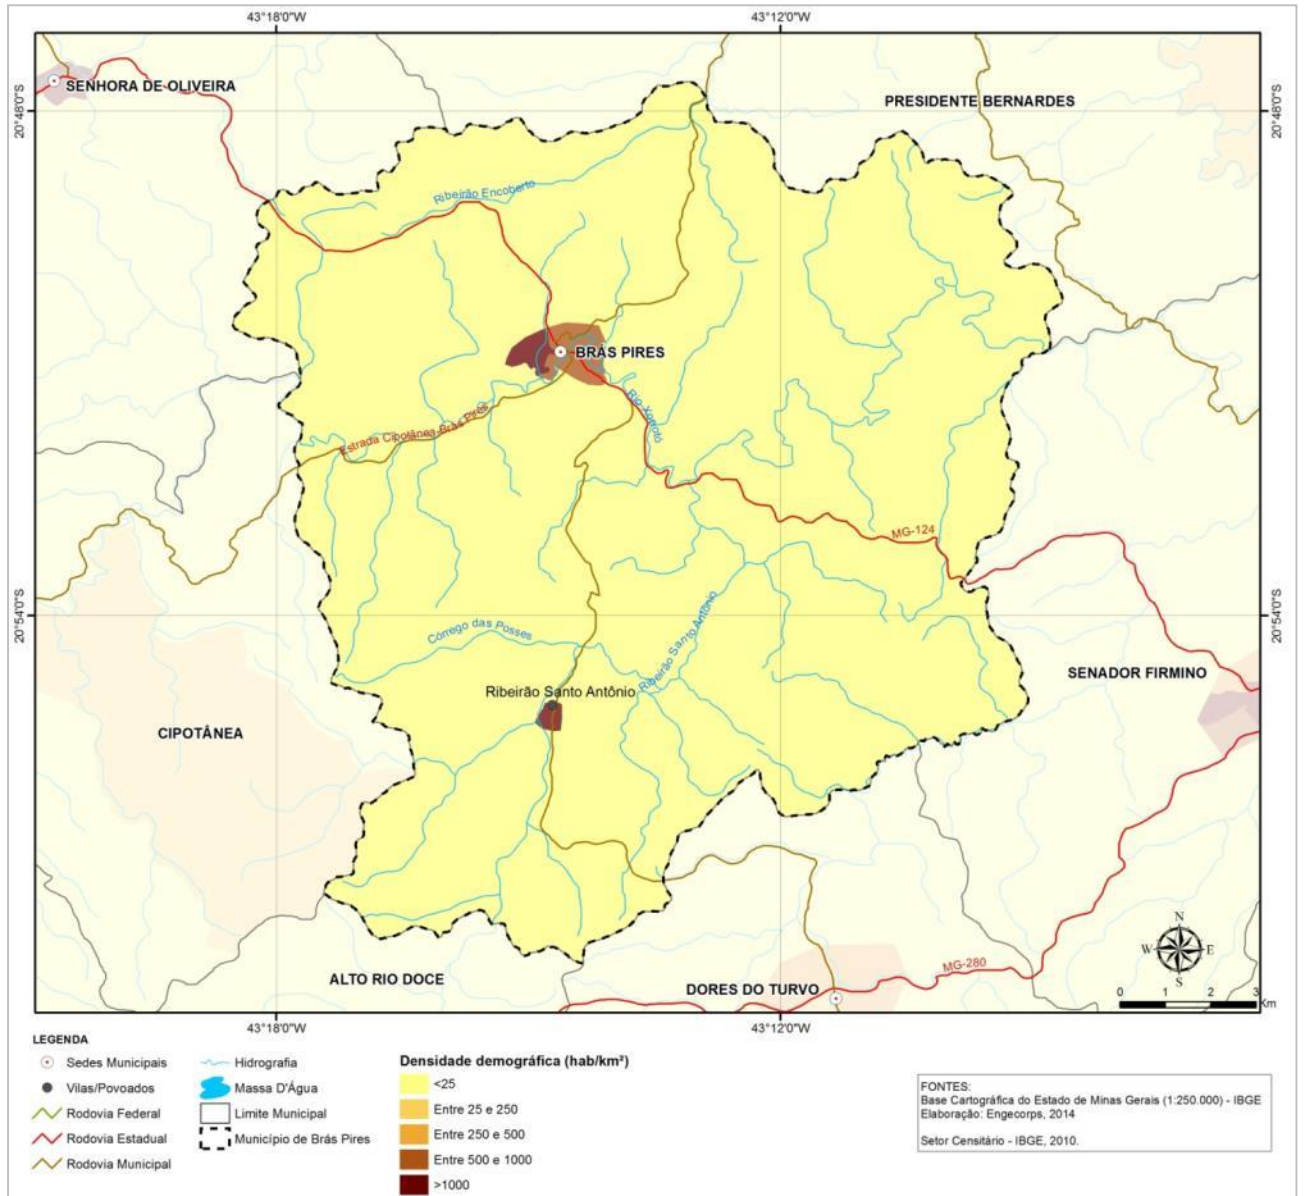 43°18'0"W
43°12'0"W
SENHORA DE OLIVEIRA
PRESIDENTE BERNARDES
20°48'0"S
20°48'0"S
Ribeirão Encoberto
BRÁS PIRES
Rio Xopotó
Estrada Cipotânea-Brás Pires
MG-124
20°54'0"S
20°54'0"S
Córrego das Posses
Ribeirão Santo Antônio
SENADOR FIRMINO
Ribeirão Santo Antônio
CIPOTÂNEA
N
W
E
S
ALTO RIO DOCE
MG-280
DORES DO TURVO
0 1 2 3
Km
43°18'0"W
43°12'0"W
LEGENDA
Sedes Municipais
Vilas/Povoados
Rodovia Federal
Rodovia Estadual
Rodovia Municipal
Hidrografia
Massa D'Água
Limite Municipal
Município de Brás Pires
Densidade demográfica (hab/km²)
<25
Entre 25 e 250
Entre 250 e 500
Entre 500 e 1000
>1000
FONTES:
Base Cartográfica do Estado de Minas Gerais (1:250.000) - IBGE
Elaboração: Engecorps, 2014
Setor Censitário - IBGE, 2010.